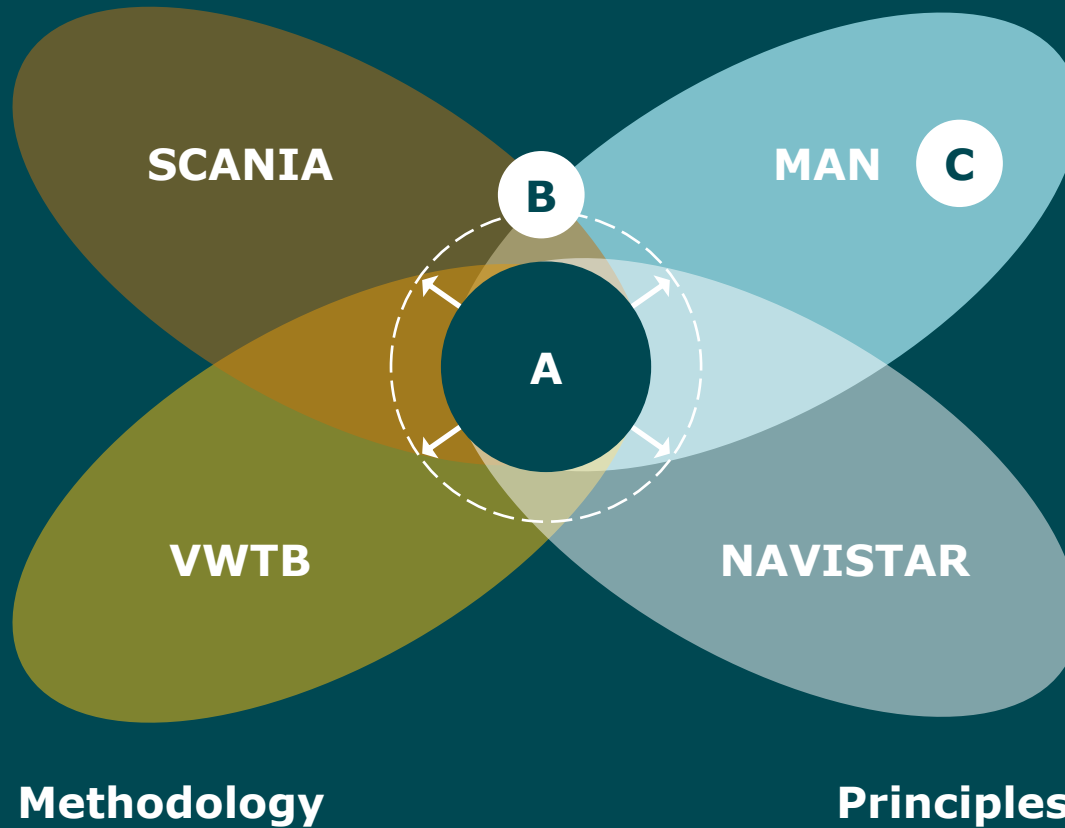 SCANIA
MAN
C
B
A
VWTB
NAVISTAR
Methodology
Principles